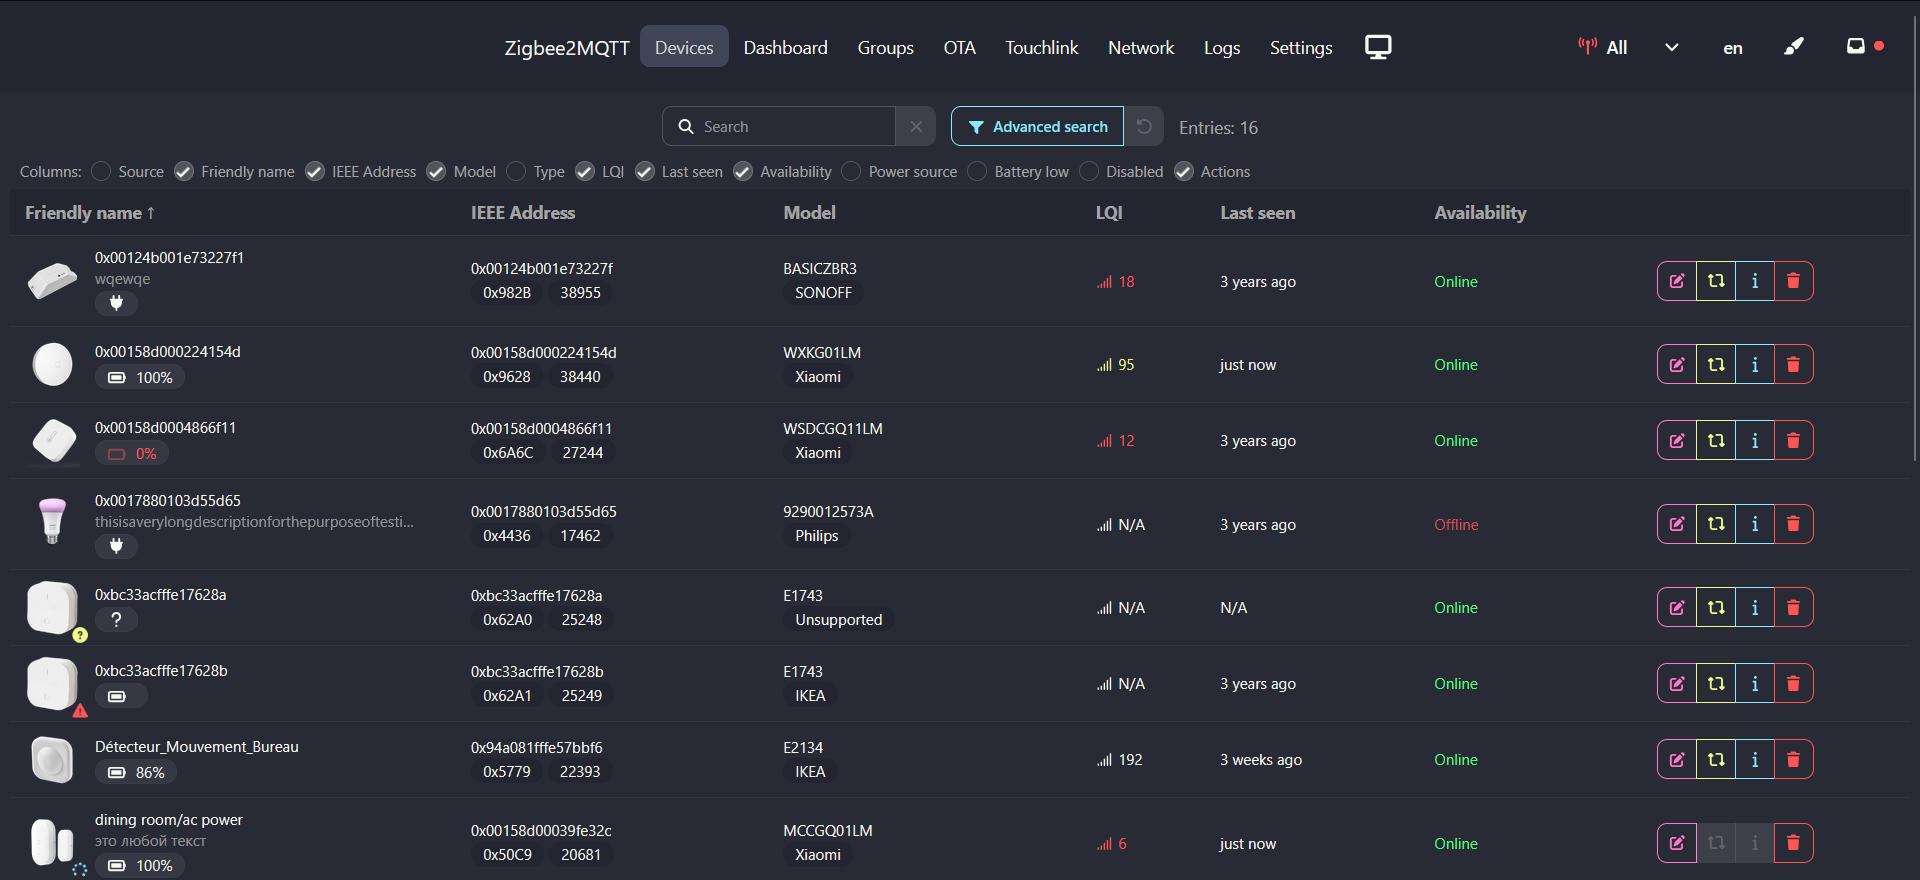 Zigbee2MQTT Devices Dashboard Groups OTA Touchlink Network Logs Settings All en
Search Advanced search Entries: 16
Columns: Source Friendly name IEEE Address Model Type LQI Last seen Availability Power source Battery low Disabled Actions
Friendly name ↑ IEEE Address Model LQI Last seen Availability
0x00124b001e73227f1
wqewqe
0x00124b001e73227f
0x982B 38955
BASICZBR3
SONOFF
18
3 years ago
Online
0x00158d000224154d
100%
0x00158d000224154d
0x9628 38440
WXKG01LM
Xiaomi
95
just now
Online
0x00158d0004866f11
0%
0x00158d0004866f11
0x6A6C 27244
WSDCGQ11LM
Xiaomi
12
3 years ago
Online
0x0017880103d55d65
thisisaverylongdescriptionforthepurposeoftesti...
0x0017880103d55d65
0x4436 17462
9290012573A
Philips
N/A
3 years ago
Offline
0xbc33acfffe17628a
?
0xbc33acfffe17628a
0x62A0 25248
E1743
Unsupported
N/A
N/A
Online
0xbc33acfffe17628b
0xbc33acfffe17628b
0x62A1 25249
E1743
IKEA
N/A
3 years ago
Online
Détecteur_Mouvement_Bureau
86%
0x94a081fffe57bbf6
0x5779 22393
E2134
IKEA
192
3 weeks ago
Online
dining room/ac power
это любой текст
100%
0x00158d00039fe32c
0x50C9 20681
MCCGQ01LM
Xiaomi
6
just now
Online